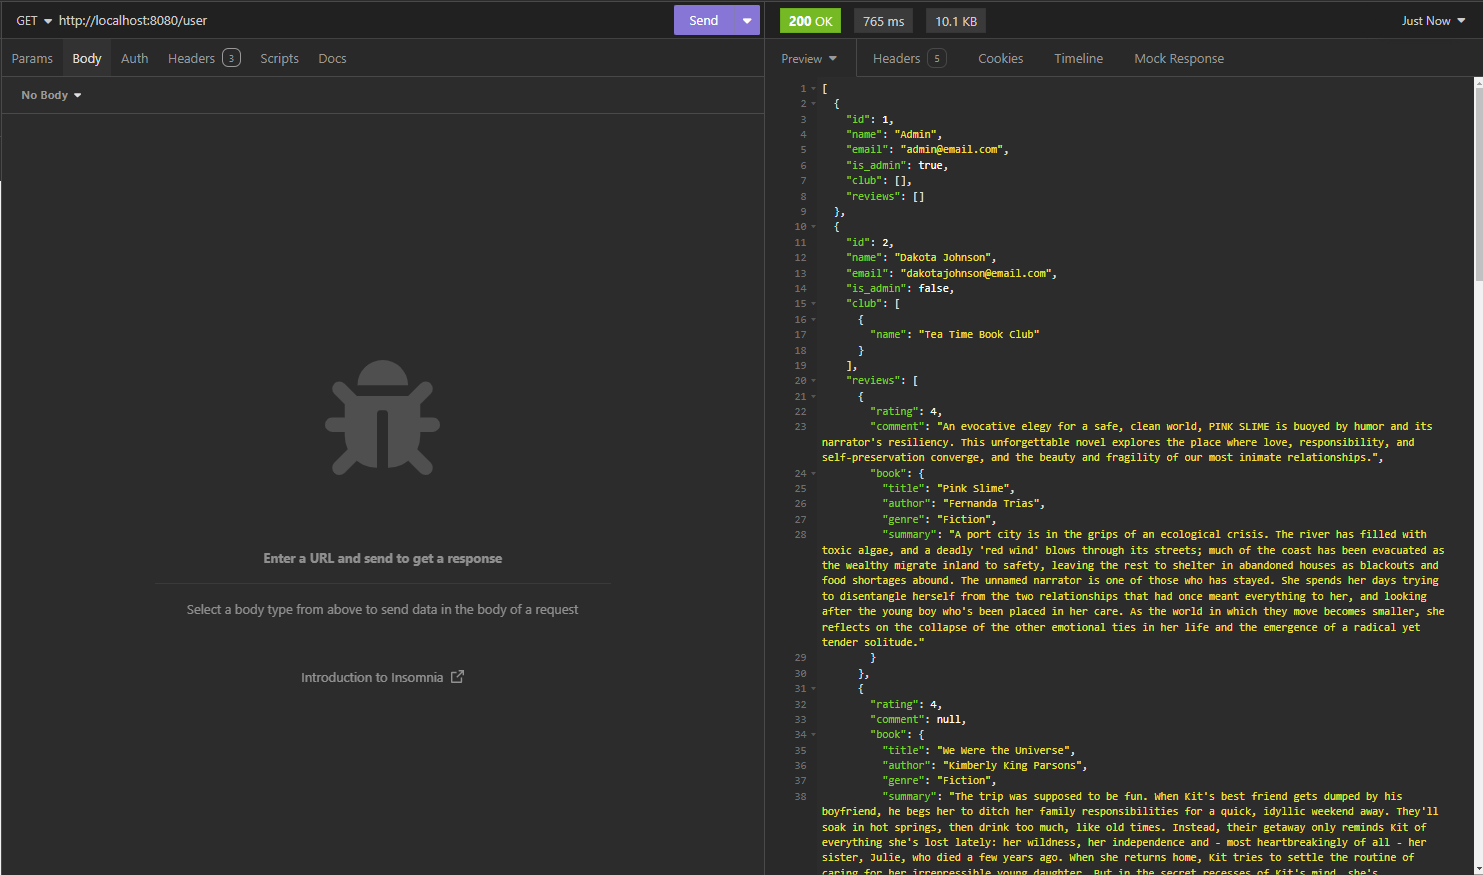 GET http://localhost:8080/user Send 200 OK 765 ms 10.1 KB Just Now
Params Body Auth Headers 3 Scripts Docs Preview Headers 5 Cookies Timeline Mock Response
No Body
Enter a URL and send to get a response
Select a body type from above to send data in the body of a request
Introduction to Insomnia
1 [
2 {
3 "id": 1,
4 "name": "Admin",
5 "email": "admin@email.com",
6 "is_admin": true,
7 "club": [],
8 "reviews": []
9 },
10 {
11 "id": 2,
12 "name": "Dakota Johnson",
13 "email": "dakotajohnson@email.com",
14 "is_admin": false,
15 "club": [
16 {
17 "name": "Tea Time Book Club"
18 }
19 ],
20 "reviews": [
21 {
22 "rating": 4,
23 "comment": "An evocative elegy for a safe, clean world, PINK SLIME is buoyed by humor and its
narrator's resiliency. This unforgettable novel explores the place where love, responsibility, and
self-preservation converge, and the beauty and fragility of our most inimate relationships.",
24 "book": {
25 "title": "Pink Slime",
26 "author": "Fernanda Trias",
27 "genre": "Fiction",
28 "summary": "A port city is in the grips of an ecological crisis. The river has filled with
toxic algae, and a deadly 'red wind' blows through its streets; much of the coast has been evacuated as
the wealthy migrate inland to safety, leaving the rest to shelter in abandoned houses as blackouts and
food shortages abound. The unnamed narrator is one of those who has stayed. She spends her days trying
to disentangle herself from the two relationships that had once meant everything to her, and looking
after the young boy who's been placed in her care. As the world in which they move becomes smaller, she
reflects on the collapse of the other emotional ties in her life and the emergence of a radical yet
tender solitude."
29 }
30 },
31 {
32 "rating": 4,
33 "comment": null,
34 "book": {
35 "title": "We Were the Universe",
36 "author": "Kimberly King Parsons",
37 "genre": "Fiction",
38 "summary": "The trip was supposed to be fun. When Kit's best friend gets dumped by his
boyfriend, he begs her to ditch her family responsibilities for a quick, idyllic weekend away. They'll
soak in hot springs, then drink too much, like old times. Instead, their getaway only reminds Kit of
everything she's lost lately: her wildness, her independence and - most heartbreakingly of all - her
sister, Julie, who died a few years ago. When she returns home, Kit tries to settle the routine of
caring for her irrepressible young daughter. But in the secret recesses of Kit's mind, she's